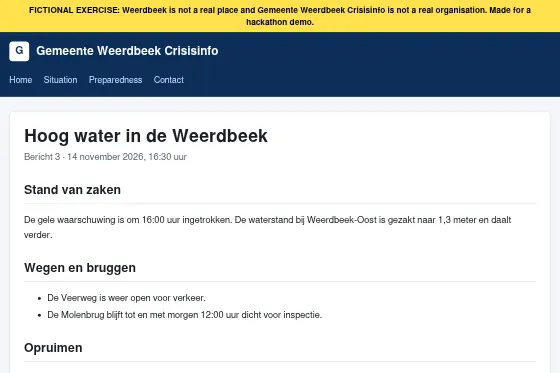 FICTIONAL EXERCISE: Weerdbeek is not a real place and Gemeente Weerdbeek Crisisinfo is not a real organisation. Made for a
hackathon demo.
G
Gemeente Weerdbeek Crisisinfo
Home Situation Preparedness Contact
Hoog water in de Weerdbeek
Bericht 3 · 14 november 2026, 16:30 uur
Stand van zaken
De gele waarschuwing is om 16:00 uur ingetrokken. De waterstand bij Weerdbeek-Oost is gezakt naar 1,3 meter en daalt
verder.
Wegen en bruggen
• De Veerweg is weer open voor verkeer.
• De Molenbrug blijft tot en met morgen 12:00 uur dicht voor inspectie.
Opruimen